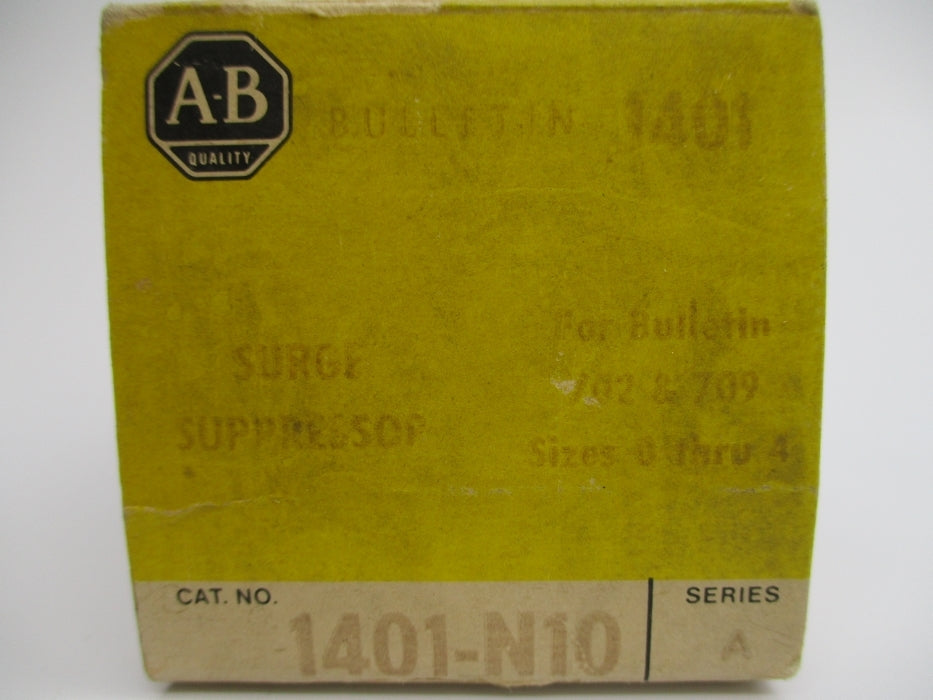 A-B
QUALITY
BULLETIN 1401
SURGE
SUPPRESSOR
For Bulletin
702 & 709
Sizes 0 thru 4
CAT. NO.
1401-N10
SERIES
A